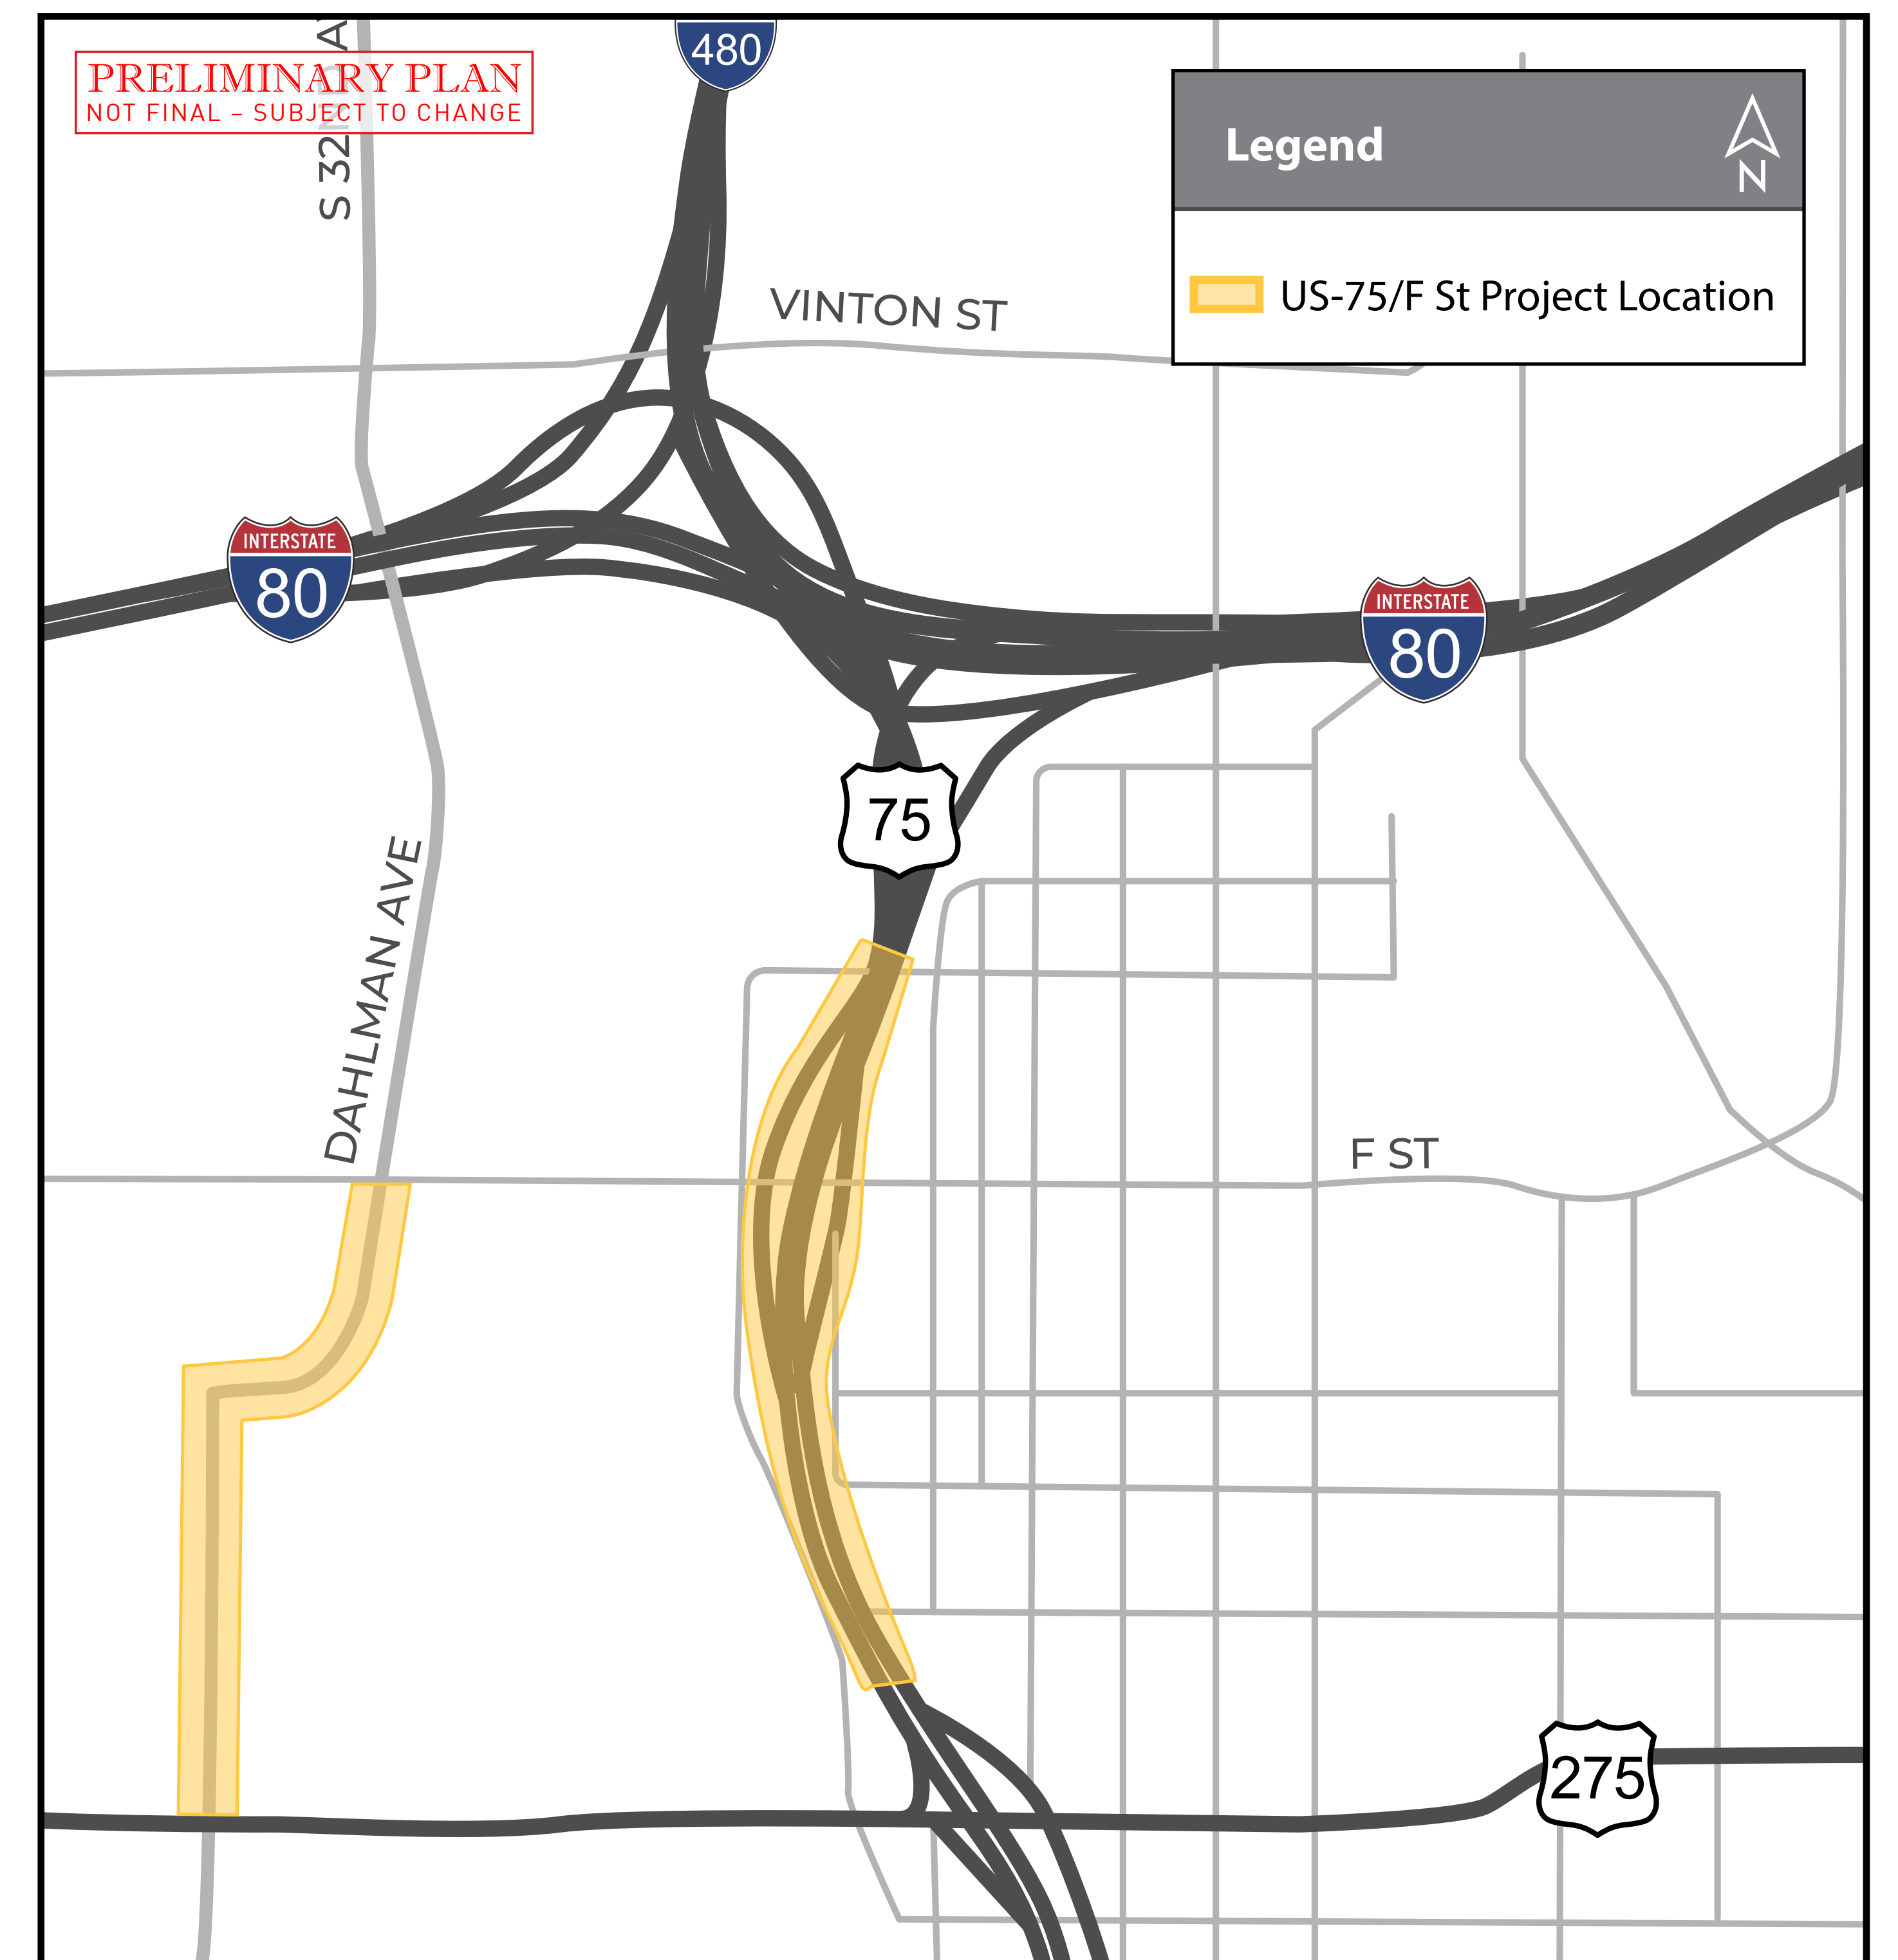 PRELIMINARY PLAN
NOT FINAL – SUBJECT TO CHANGE
S 32ND A
480
Legend
N
US-75/F St Project Location
VINTON ST
INTERSTATE
80
INTERSTATE
80
75
DAHLMAN AVE
F ST
275